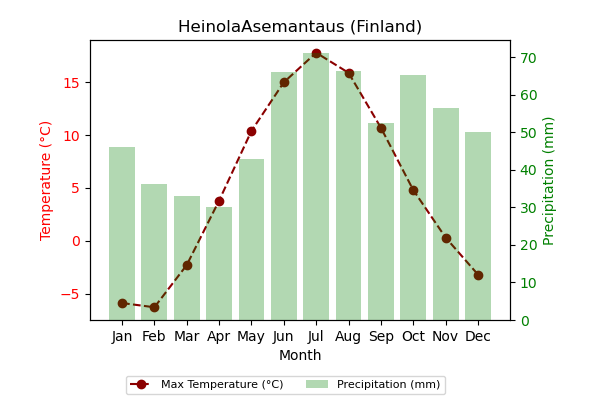 HeinolaAsemantaus (Finland)
Temperature (°C)
15
10
5
0
−5
70
60
50
40
30
20
10
0
Precipitation (mm)
Jan Feb Mar Apr May Jun Jul Aug Sep Oct Nov Dec
Month
Max Temperature (°C) Precipitation (mm)